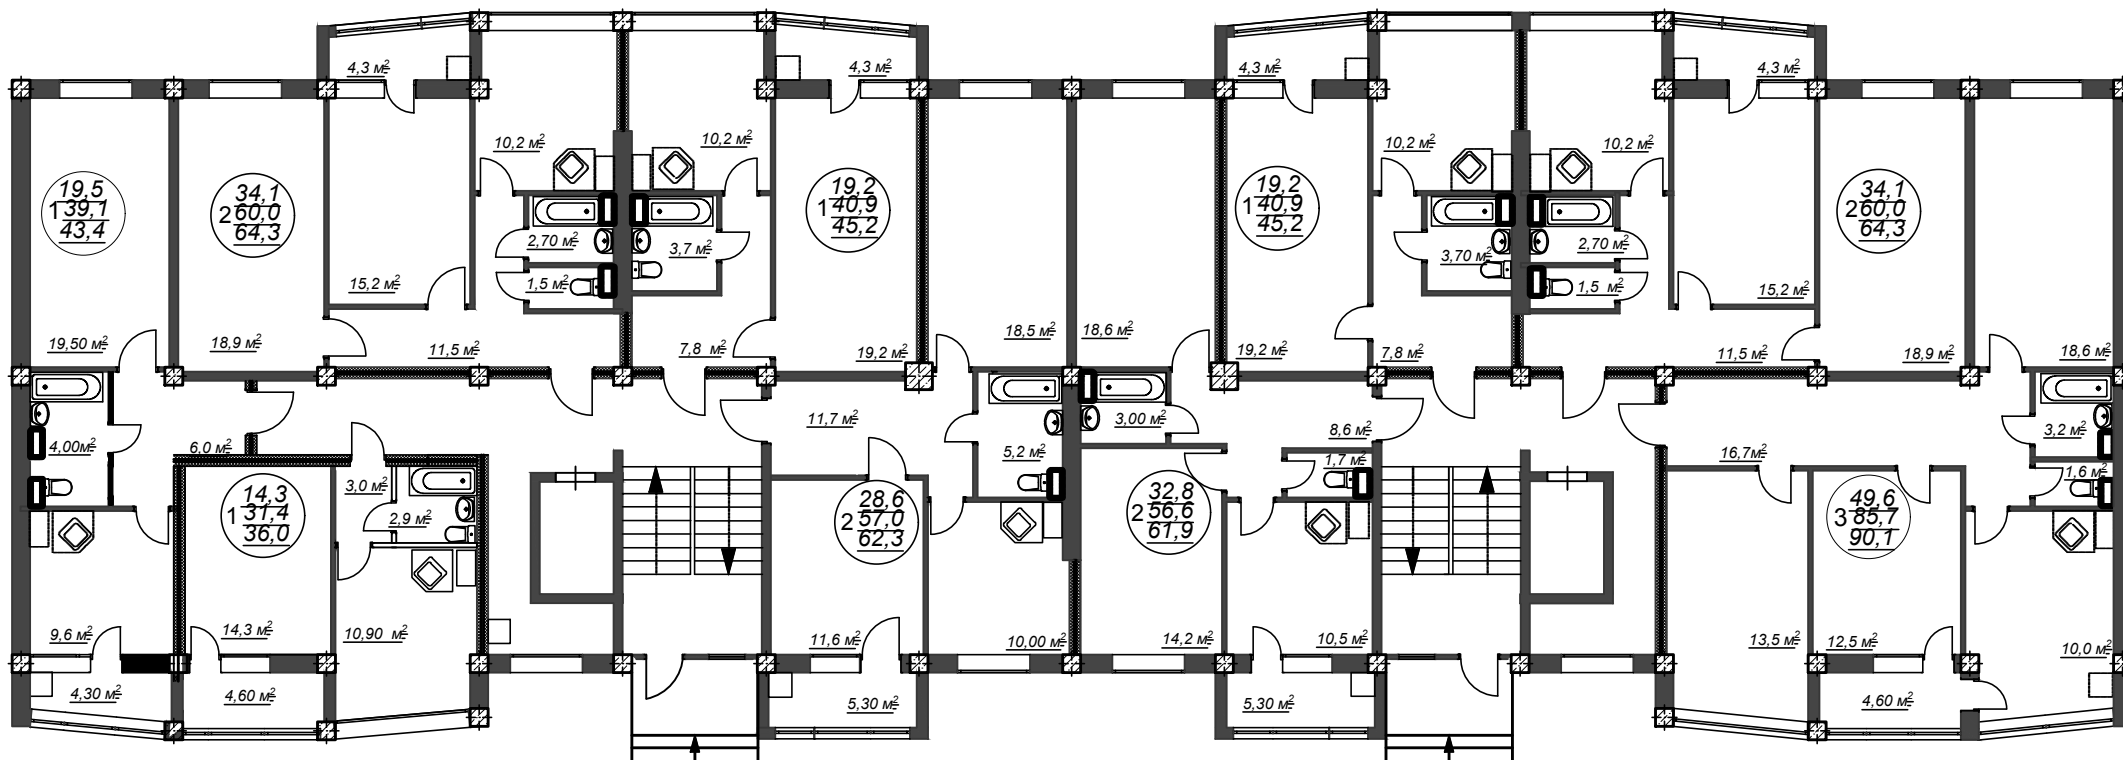 4,3 м²
4,3 м²
4,3 м²
4,3 м²
10,2 м²
10,2 м²
10,2 м²
10,2 м²
19,5
1 39,1
43,4
34,1
2 60,0
64,3
19,2
1 40,9
45,2
19,2
1 40,9
45,2
34,1
2 60,0
64,3
2,70 м²
3,7 м²
3,70 м²
2,70 м²
15,2 м²
1,5 м²
1,5 м²
15,2 м²
19,50 м²
18,9 м²
11,5 м²
7,8 м²
19,2 м²
18,5 м²
18,6 м²
19,2 м²
7,8 м²
11,5 м²
18,9 м²
18,6 м²
4,00м²
6,0 м²
11,7 м²
5,2 м²
3,00 м²
8,6 м²
1,7 м²
16,7м²
3,2 м²
1,6 м²
14,3
1 31,4
36,0
3,0 м²
2,9 м²
28,6
2 57,0
62,3
32,8
2 56,6
61,9
49,6
3 85,7
90,1
9,6 м²
14,3 м²
10,90 м²
11,6 м²
10,00 м²
14,2 м²
10,5 м²
13,5 м²
12,5 м²
10,0 м²
4,30 м²
4,60 м²
5,30 м²
5,30 м²
4,60 м²